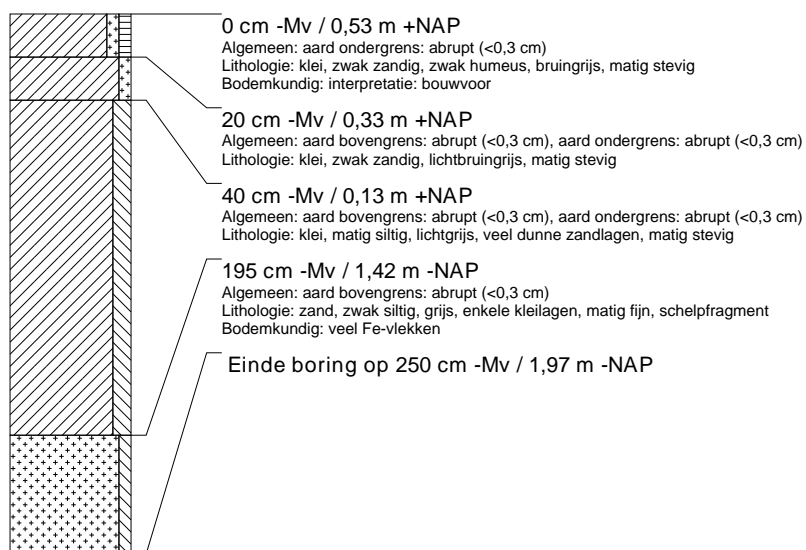 0 cm -Mv / 0,53 m +NAP
Algemeen: aard ondergrens: abrupt (<0,3 cm)
Lithologie: klei, zwak zandig, zwak humeus, bruingrijs, matig stevig
Bodemkundig: interpretatie: bouwvoor
20 cm -Mv / 0,33 m +NAP
Algemeen: aard bovengrens: abrupt (<0,3 cm), aard ondergrens: abrupt (<0,3 cm)
Lithologie: klei, zwak zandig, lichtbruingrijs, matig stevig
40 cm -Mv / 0,13 m +NAP
Algemeen: aard bovengrens: abrupt (<0,3 cm), aard ondergrens: abrupt (<0,3 cm)
Lithologie: klei, matig siltig, lichtgrijs, veel dunne zandlagen, matig stevig
195 cm -Mv / 1,42 m -NAP
Algemeen: aard bovengrens: abrupt (<0,3 cm)
Lithologie: zand, zwak siltig, grijs, enkele kleilagen, matig fijn, schelpfragment
Bodemkundig: veel Fe-vlekken
Einde boring op 250 cm -Mv / 1,97 m -NAP